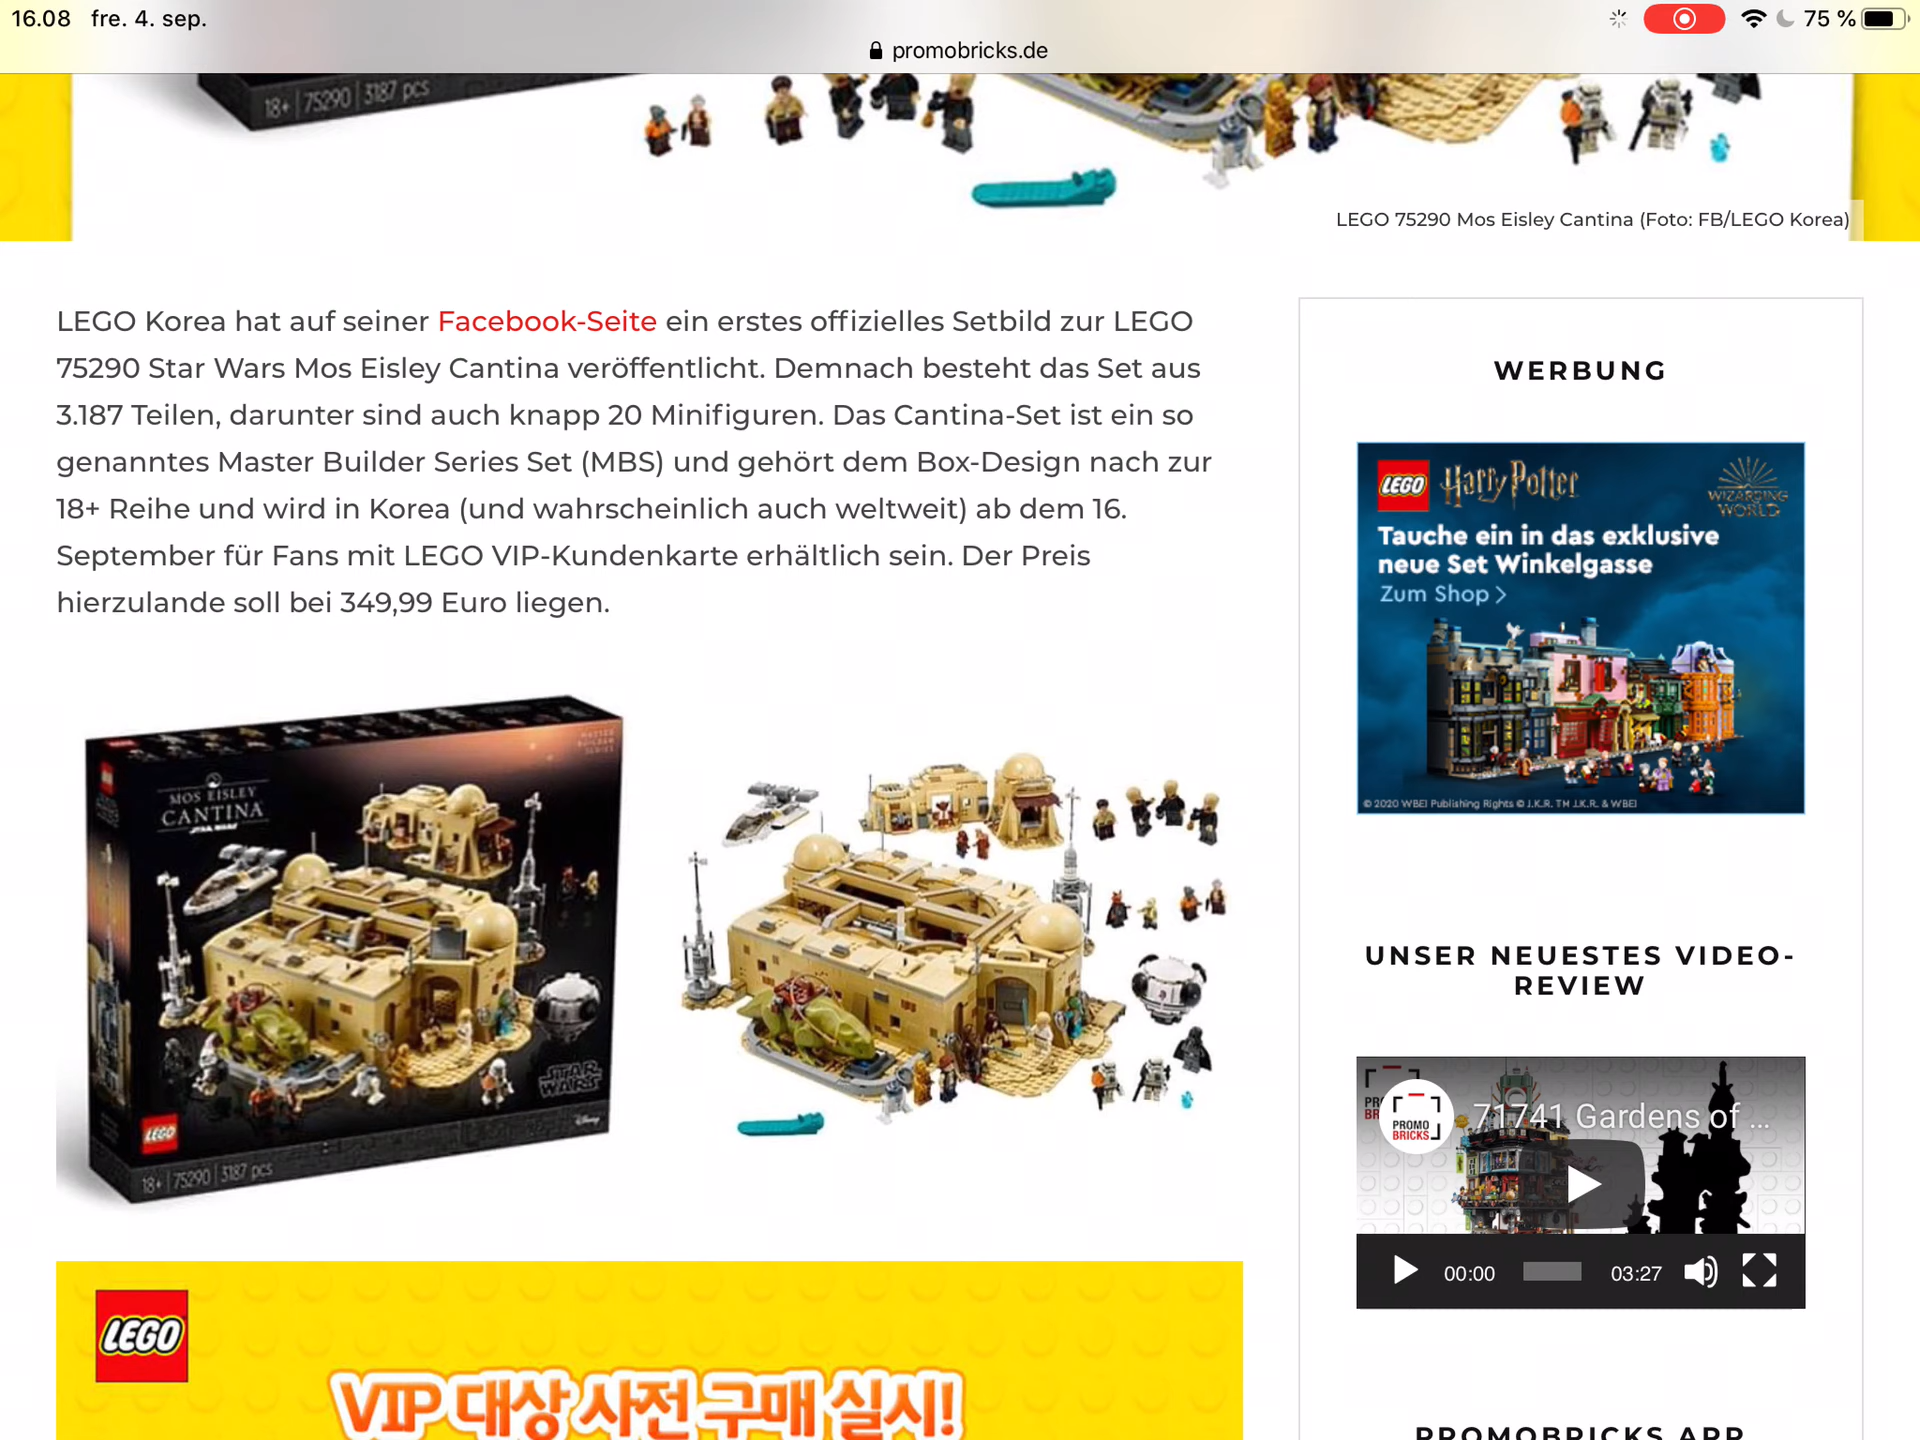 16.08 fre. 4. sep.
75 %
promobricks.de
18+ | 75290 | 3187 pcs
LEGO 75290 Mos Eisley Cantina (Foto: FB/LEGO Korea)
LEGO Korea hat auf seiner Facebook-Seite ein erstes offizielles Setbild zur LEGO
75290 Star Wars Mos Eisley Cantina veröffentlicht. Demnach besteht das Set aus
3.187 Teilen, darunter sind auch knapp 20 Minifiguren. Das Cantina-Set ist ein so
genanntes Master Builder Series Set (MBS) und gehört dem Box-Design nach zur
18+ Reihe und wird in Korea (und wahrscheinlich auch weltweit) ab dem 16.
September für Fans mit LEGO VIP-Kundenkarte erhältlich sein. Der Preis
hierzulande soll bei 349,99 Euro liegen.
MASTER
BUILDER
SERIES
MOS EISLEY
CANTINA
STAR WARS
STAR
WARS
Disney
LEGO
18+ | 75290 | 3187 pcs
LEGO
VIP 대상 사전 구매 실시!
WERBUNG
LEGO Harry Potter
WIZARDING
WORLD
Tauche ein in das exklusive
neue Set Winkelgasse
Zum Shop >
© 2020 WBEI Publishing Rights © J.K.R. TM J.K.R. & WBEI
UNSER NEUESTES VIDEO-
REVIEW
PROMO
BRICKS
71741 Gardens of ...
00:00
03:27
PROMOBRICKS APP